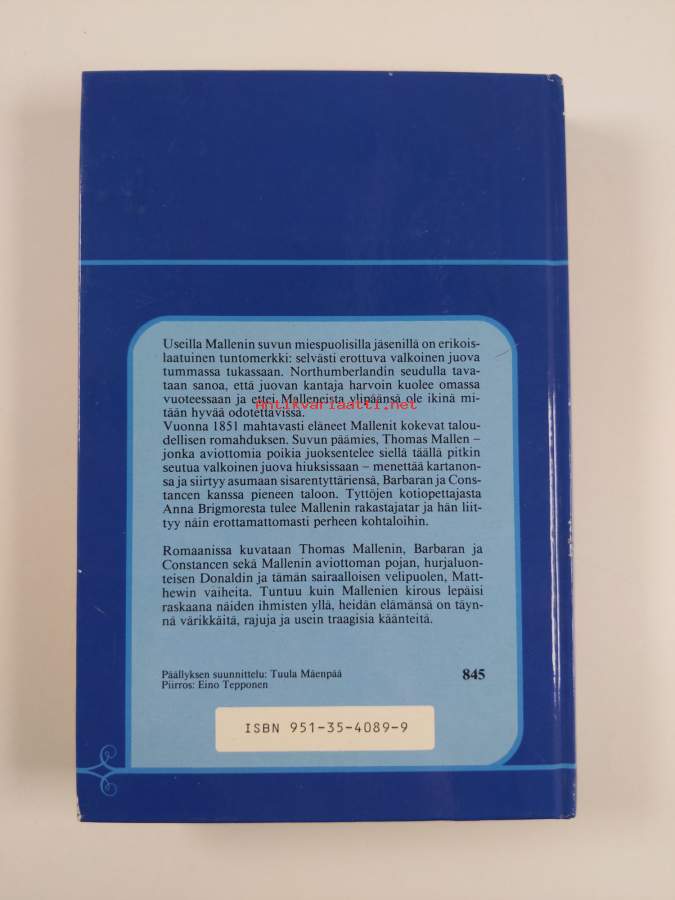 Useilla Mallenin suvun miespuolisilla jäsenillä on erikois-
laatuinen tuntomerkki: selvästi erottuva valkoinen juova
tummassa tukassaan. Northumberlandin seudulla tava-
taan sanoa, että juovan kantaja harvoin kuolee omassa
vuoteessaan ja ettei Malleneista ylipäänsä ole ikinä mi-
Antikvariaatti.net
tään hyvää odotettavissa.
Vuonna 1851 mahtavasti eläneet Mallenit kokevat talou-
dellisen romahduksen. Suvun päämies, Thomas Mallen –
jonka aviottomia poikia juoksentelee siellä täällä pitkin
seutua valkoinen juova hiuksissaan – menettää kartanon-
sa ja siirtyy asumaan sisarentyttäriensä, Barbaran ja Cons-
tancen kanssa pieneen taloon. Tyttöjen kotiopettajasta
Anna Brigmoresta tulee Mallenin rakastajatar ja hän liit-
tyy näin erottamattomasti perheen kohtaloihin.
Romaanissa kuvataan Thomas Mallenin, Barbaran ja
Constancen sekä Mallenin aviottoman pojan, hurjaluon-
teisen Donaldin ja tämän sairaalloisen velipuolen, Matt-
hewin vaiheita. Tuntuu kuin Mallenien kirous lepäisi
raskaana näiden ihmisten yllä, heidän elämänsä on täyn-
nä värikkäitä, rajuja ja usein traagisia käänteitä.
Päällyksen suunnittelu: Tuula Mäenpää 845
Piirros: Eino Tepponen
ISBN 951-35-4089-9